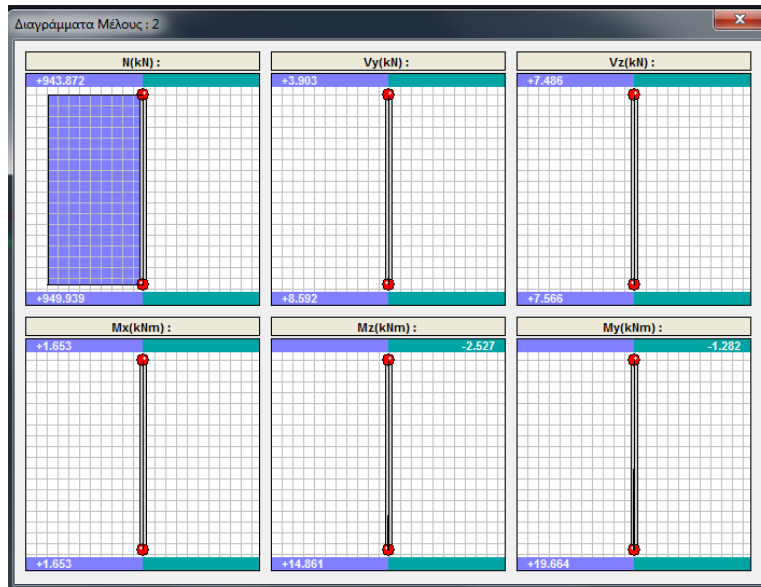 Διαγράμματα Μέλους : 2
N(kN) :
Vy(kN) :
Vz(kN) :
+943.872
+3.903
+7.486
+949.939
+8.592
+7.566
Mx(kNm) :
Mz(kNm) :
My(kNm) :
+1.653
-2.527
-1.282
+1.653
+14.861
+19.664